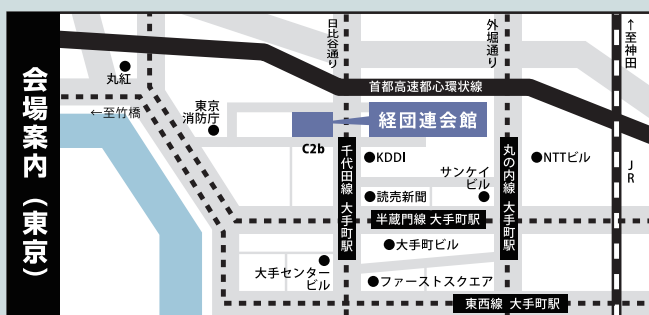 会場案内（東京）
日比谷通り
外堀通り
↑至神田
丸紅
首都高速都心環状線
←至竹橋
東京
消防庁
経団連会館
C2b
KDDI
サンケイ
ビル
NTTビル
JR
千代田線 大手町駅
丸の内線 大手町駅
読売新聞
半蔵門線 大手町駅
大手町ビル
大手センター
ビル
ファーストスクエア
東西線 大手町駅